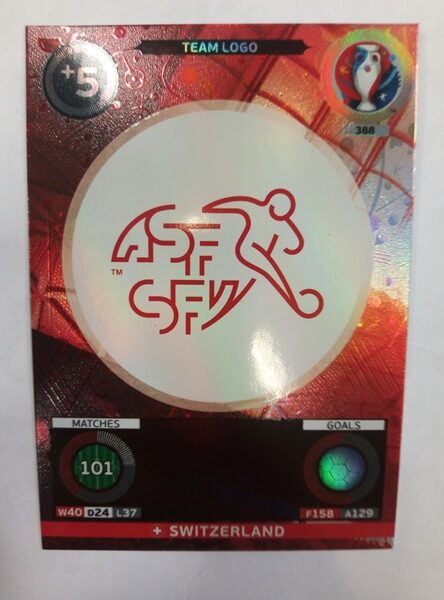 TEAM LOGO
+5
388
ASF
™
SFV
MATCHES
GOALS
101
W40 D24 L37
F158 A129
+ SWITZERLAND